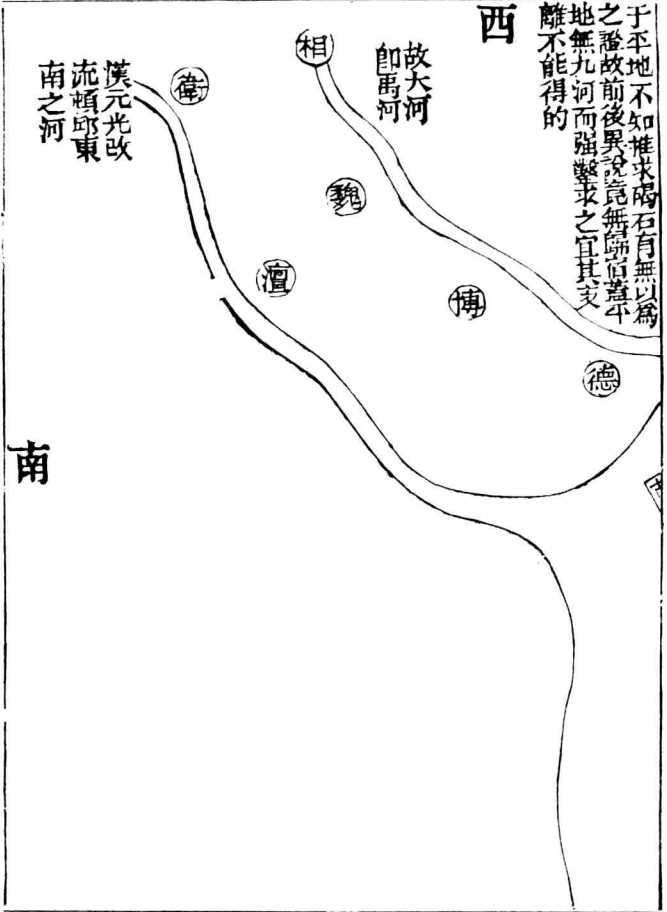 于平地不知推求碣石有無以爲
之證故前後異說竟無歸宿蓋平
地無九河而强鑿求之宜其支
離不能得的
西
故大河
卽禹河
相
衛
漢元光改
流頓邱東
南之河
魏
澶
博
德
南